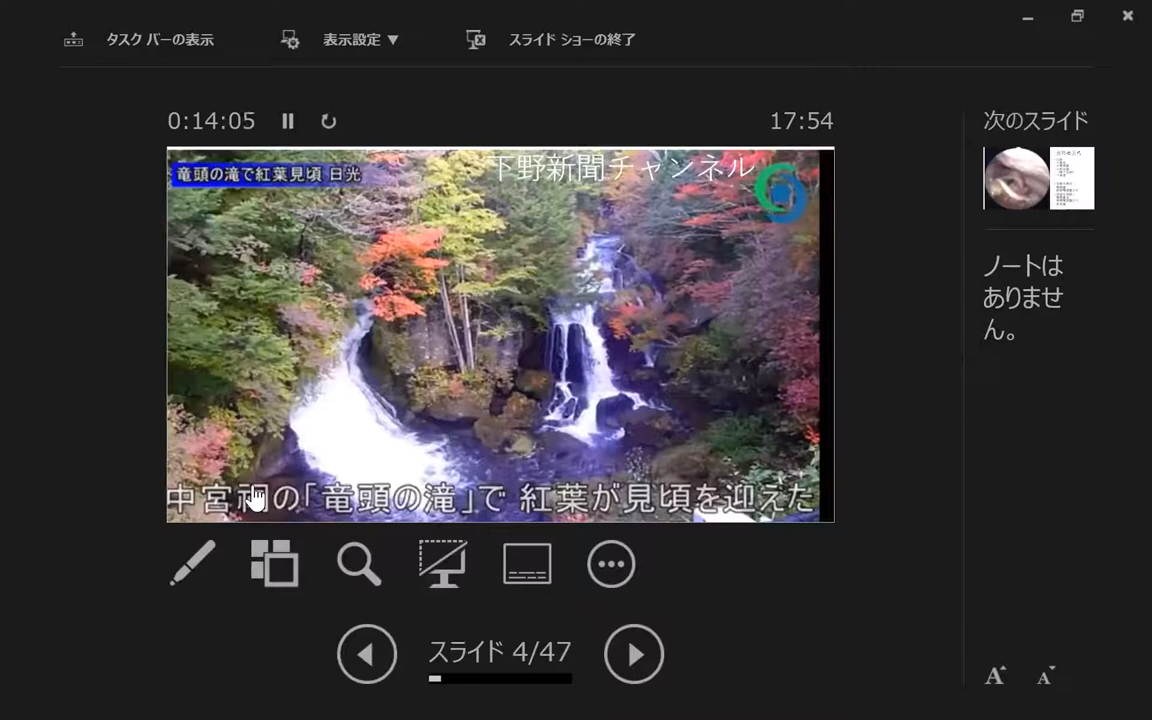 タスク バーの表示
表示設定 ▼
スライド ショーの終了
0:14:05
17:54
次のスライド
竜頭の滝で紅葉見頃 日光
下野新聞チャンネル
中宮祠の「竜頭の滝」で 紅葉が見頃を迎えた
ノートは
ありませ
ん。
スライド 4/47
A
A